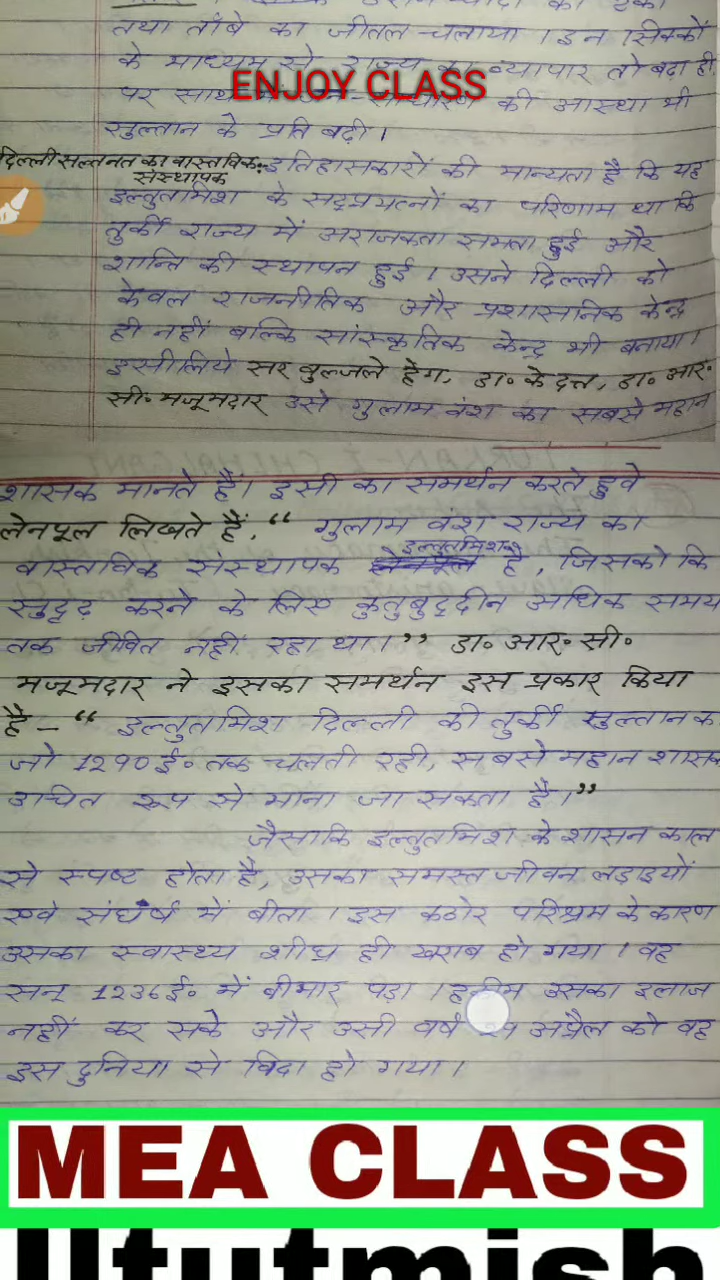 तथा ताँबे का जीतल चलाया । इन सिक्कों
के माध्यम से राज्य का व्यापार तो बढ़ा ही
ENJOY CLASS
पर साथ की आस्था भी
सुल्तान के प्रति बढ़ी ।
दिल्ली सल्तनत का वास्तविक संस्थापक : इतिहासकारों की मान्यता है कि यह
इल्तुतमिश के सद्प्रयत्नों का परिणाम था कि
तुर्की राज्य में अराजकता समाप्त हुई और
शान्ति की स्थापन हुई । उसने दिल्ली को
केवल राजनीतिक और प्रशासनिक केन्द्र
ही नहीं बल्कि सांस्कृतिक केन्द्र भी बनाया ।
इसीलिये सर वुल्जले हेग, डा० के दत्त, डा० आर०
सी० मजूमदार उसे गुलाम वंश का सबसे महान
शासक मानते हैं। इसी का समर्थन करते हुवे
लेनपूल लिखते हैं, “ गुलाम वंश राज्य का
वास्तविक संस्थापक इल्तुतमिश है, जिसको कि
सुदृढ़ करने के लिए कुतुबुद्दीन अधिक समय
तक जीवित नहीं रहा था।” डा० आर० सी०
मजूमदार ने इसका समर्थन इस प्रकार किया
है – “ इल्तुतमिश दिल्ली की तुर्की सुल्तान क
जो 1290 ई० तक चलती रही, सबसे महान शासक
उचित रूप से माना जा सकता है।”
जैसाकि इल्तुतमिश के शासन काल
से स्पष्ट होता है, उसका समस्त जीवन लड़ाइयों
एवं संघर्ष में बीता । इस कठोर परिश्रम के कारण
उसका स्वास्थ्य शीघ्र ही खराब हो गया । वह
सन् 1236 ई० में बीमार पड़ा । हकीम उसका इलाज
नहीं कर सके और उसी वर्ष अप्रैल को वह
इस दुनिया से विदा हो गया ।
MEA CLASS
Iltutmish